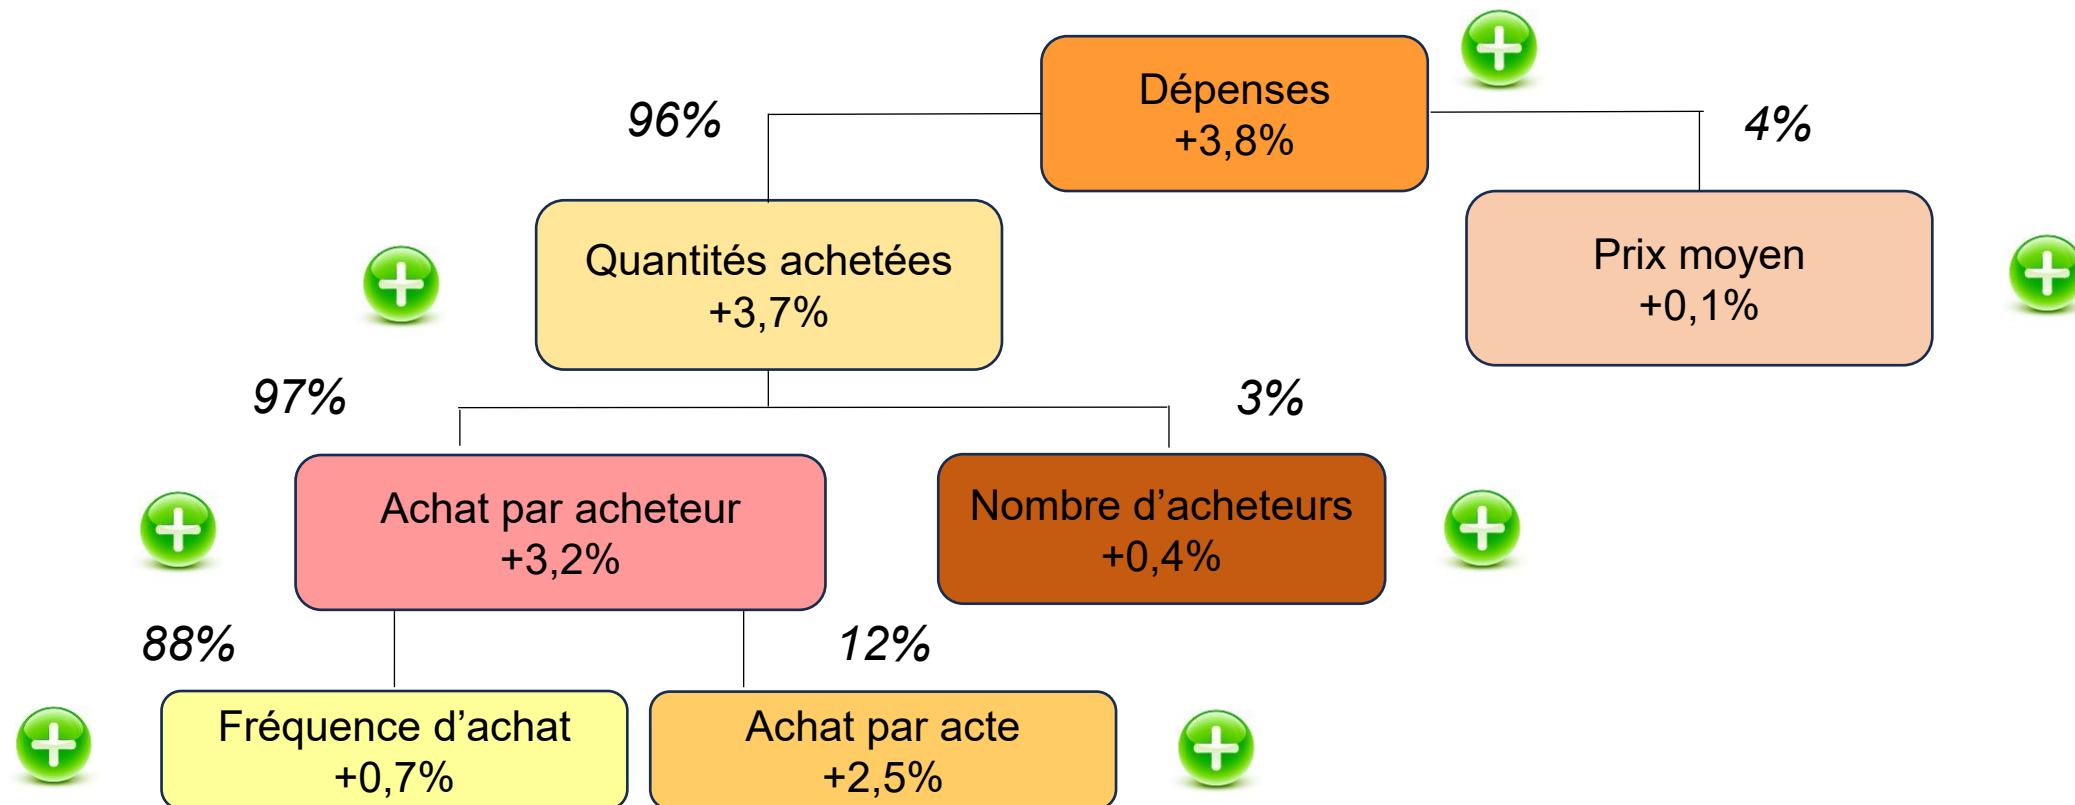 Dépenses
+3,8%
96%
4%
Quantités achetées
+3,7%
Prix moyen
+0,1%
97%
3%
Achat par acheteur
+3,2%
Nombre d’acheteurs
+0,4%
88%
12%
Fréquence d’achat
+0,7%
Achat par acte
+2,5%